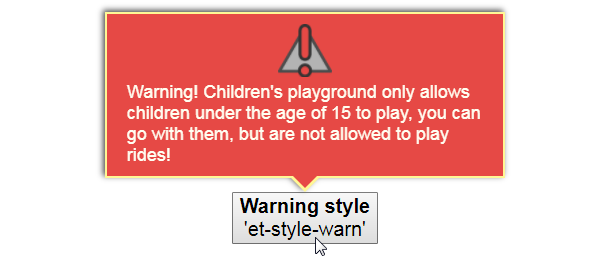 Warning! Children's playground only allows
children under the age of 15 to play, you can
go with them, but are not allowed to play
rides!
Warning style
'et-style-warn'